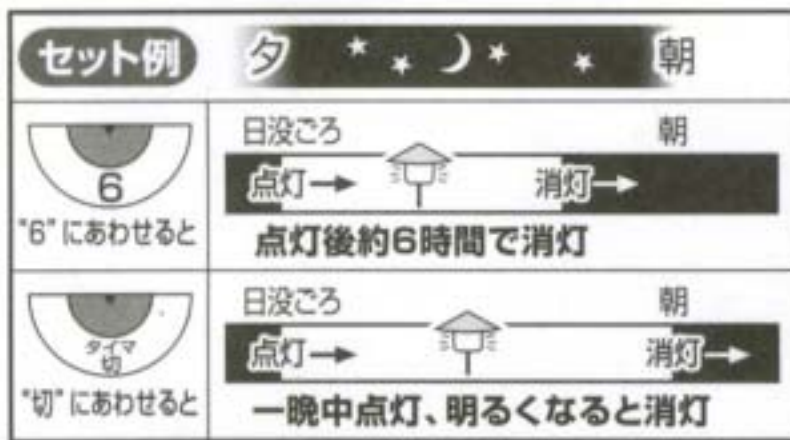 セット例 夕 朝
日没ごろ 朝
6 点灯→ 消灯→
"6"にあわせると 点灯後約6時間で消灯
日没ごろ 朝
タイマ
切 点灯→ 消灯→
"切"にあわせると 一晩中点灯、明るくなると消灯